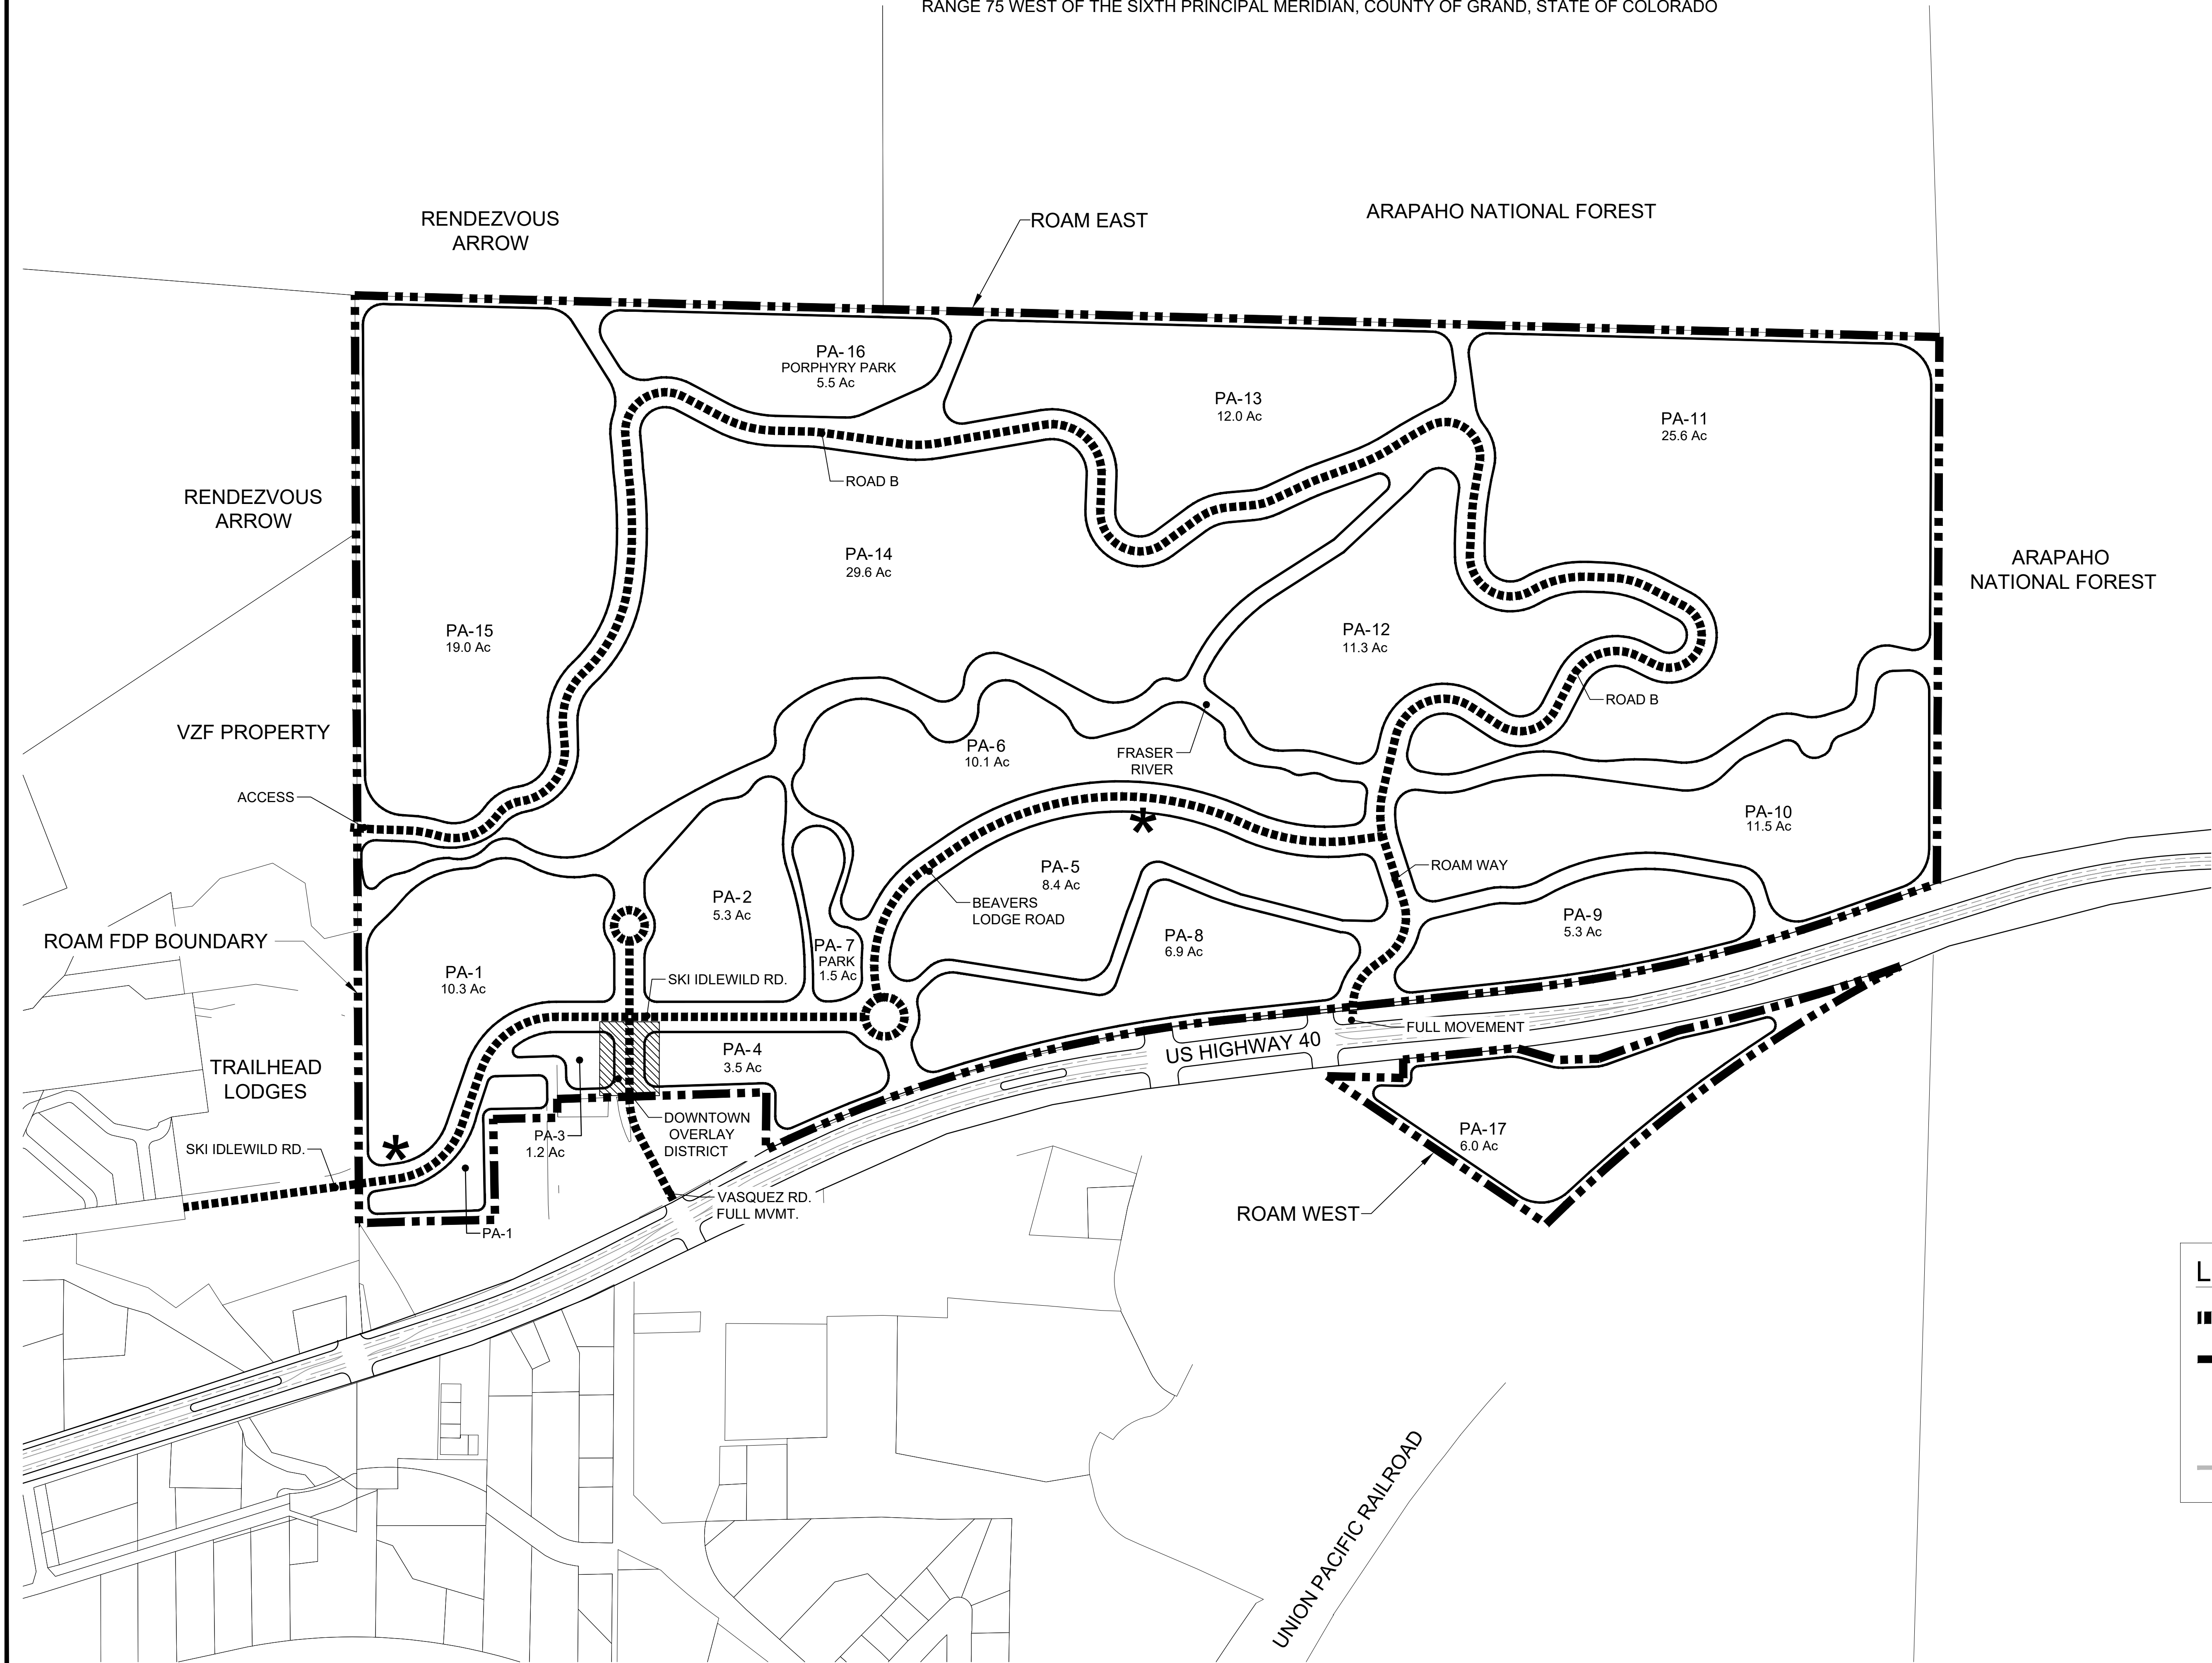 RANGE 75 WEST OF THE SIXTH PRINCIPAL MERIDIAN, COUNTY OF GRAND, STATE OF COLORADO
RENDEZVOUS
ARROW
ROAM EAST
ARAPAHO NATIONAL FOREST
PA-16
PORPHYRY PARK
5.5 Ac
PA-13
12.0 Ac
PA-11
25.6 Ac
ROAD B
RENDEZVOUS
ARROW
PA-14
29.6 Ac
ARAPAHO
NATIONAL FOREST
PA-15
19.0 Ac
PA-12
11.3 Ac
ROAD B
VZF PROPERTY
PA-6
10.1 Ac
FRASER
RIVER
ACCESS
PA-10
11.5 Ac
*
PA-5
8.4 Ac
ROAM WAY
PA-2
5.3 Ac
BEAVERS
LODGE ROAD
PA-9
5.3 Ac
ROAM FDP BOUNDARY
PA-7
PARK
1.5 Ac
PA-8
6.9 Ac
PA-1
10.3 Ac
SKI IDLEWILD RD.
FULL MOVEMENT
US HIGHWAY 40
PA-4
3.5 Ac
TRAILHEAD
LODGES
DOWNTOWN
OVERLAY
DISTRICT
PA-3
1.2 Ac
PA-17
6.0 Ac
*
SKI IDLEWILD RD.
VASQUEZ RD.
FULL MVMT.
ROAM WEST
PA-1
L
UNION PACIFIC RAILROAD